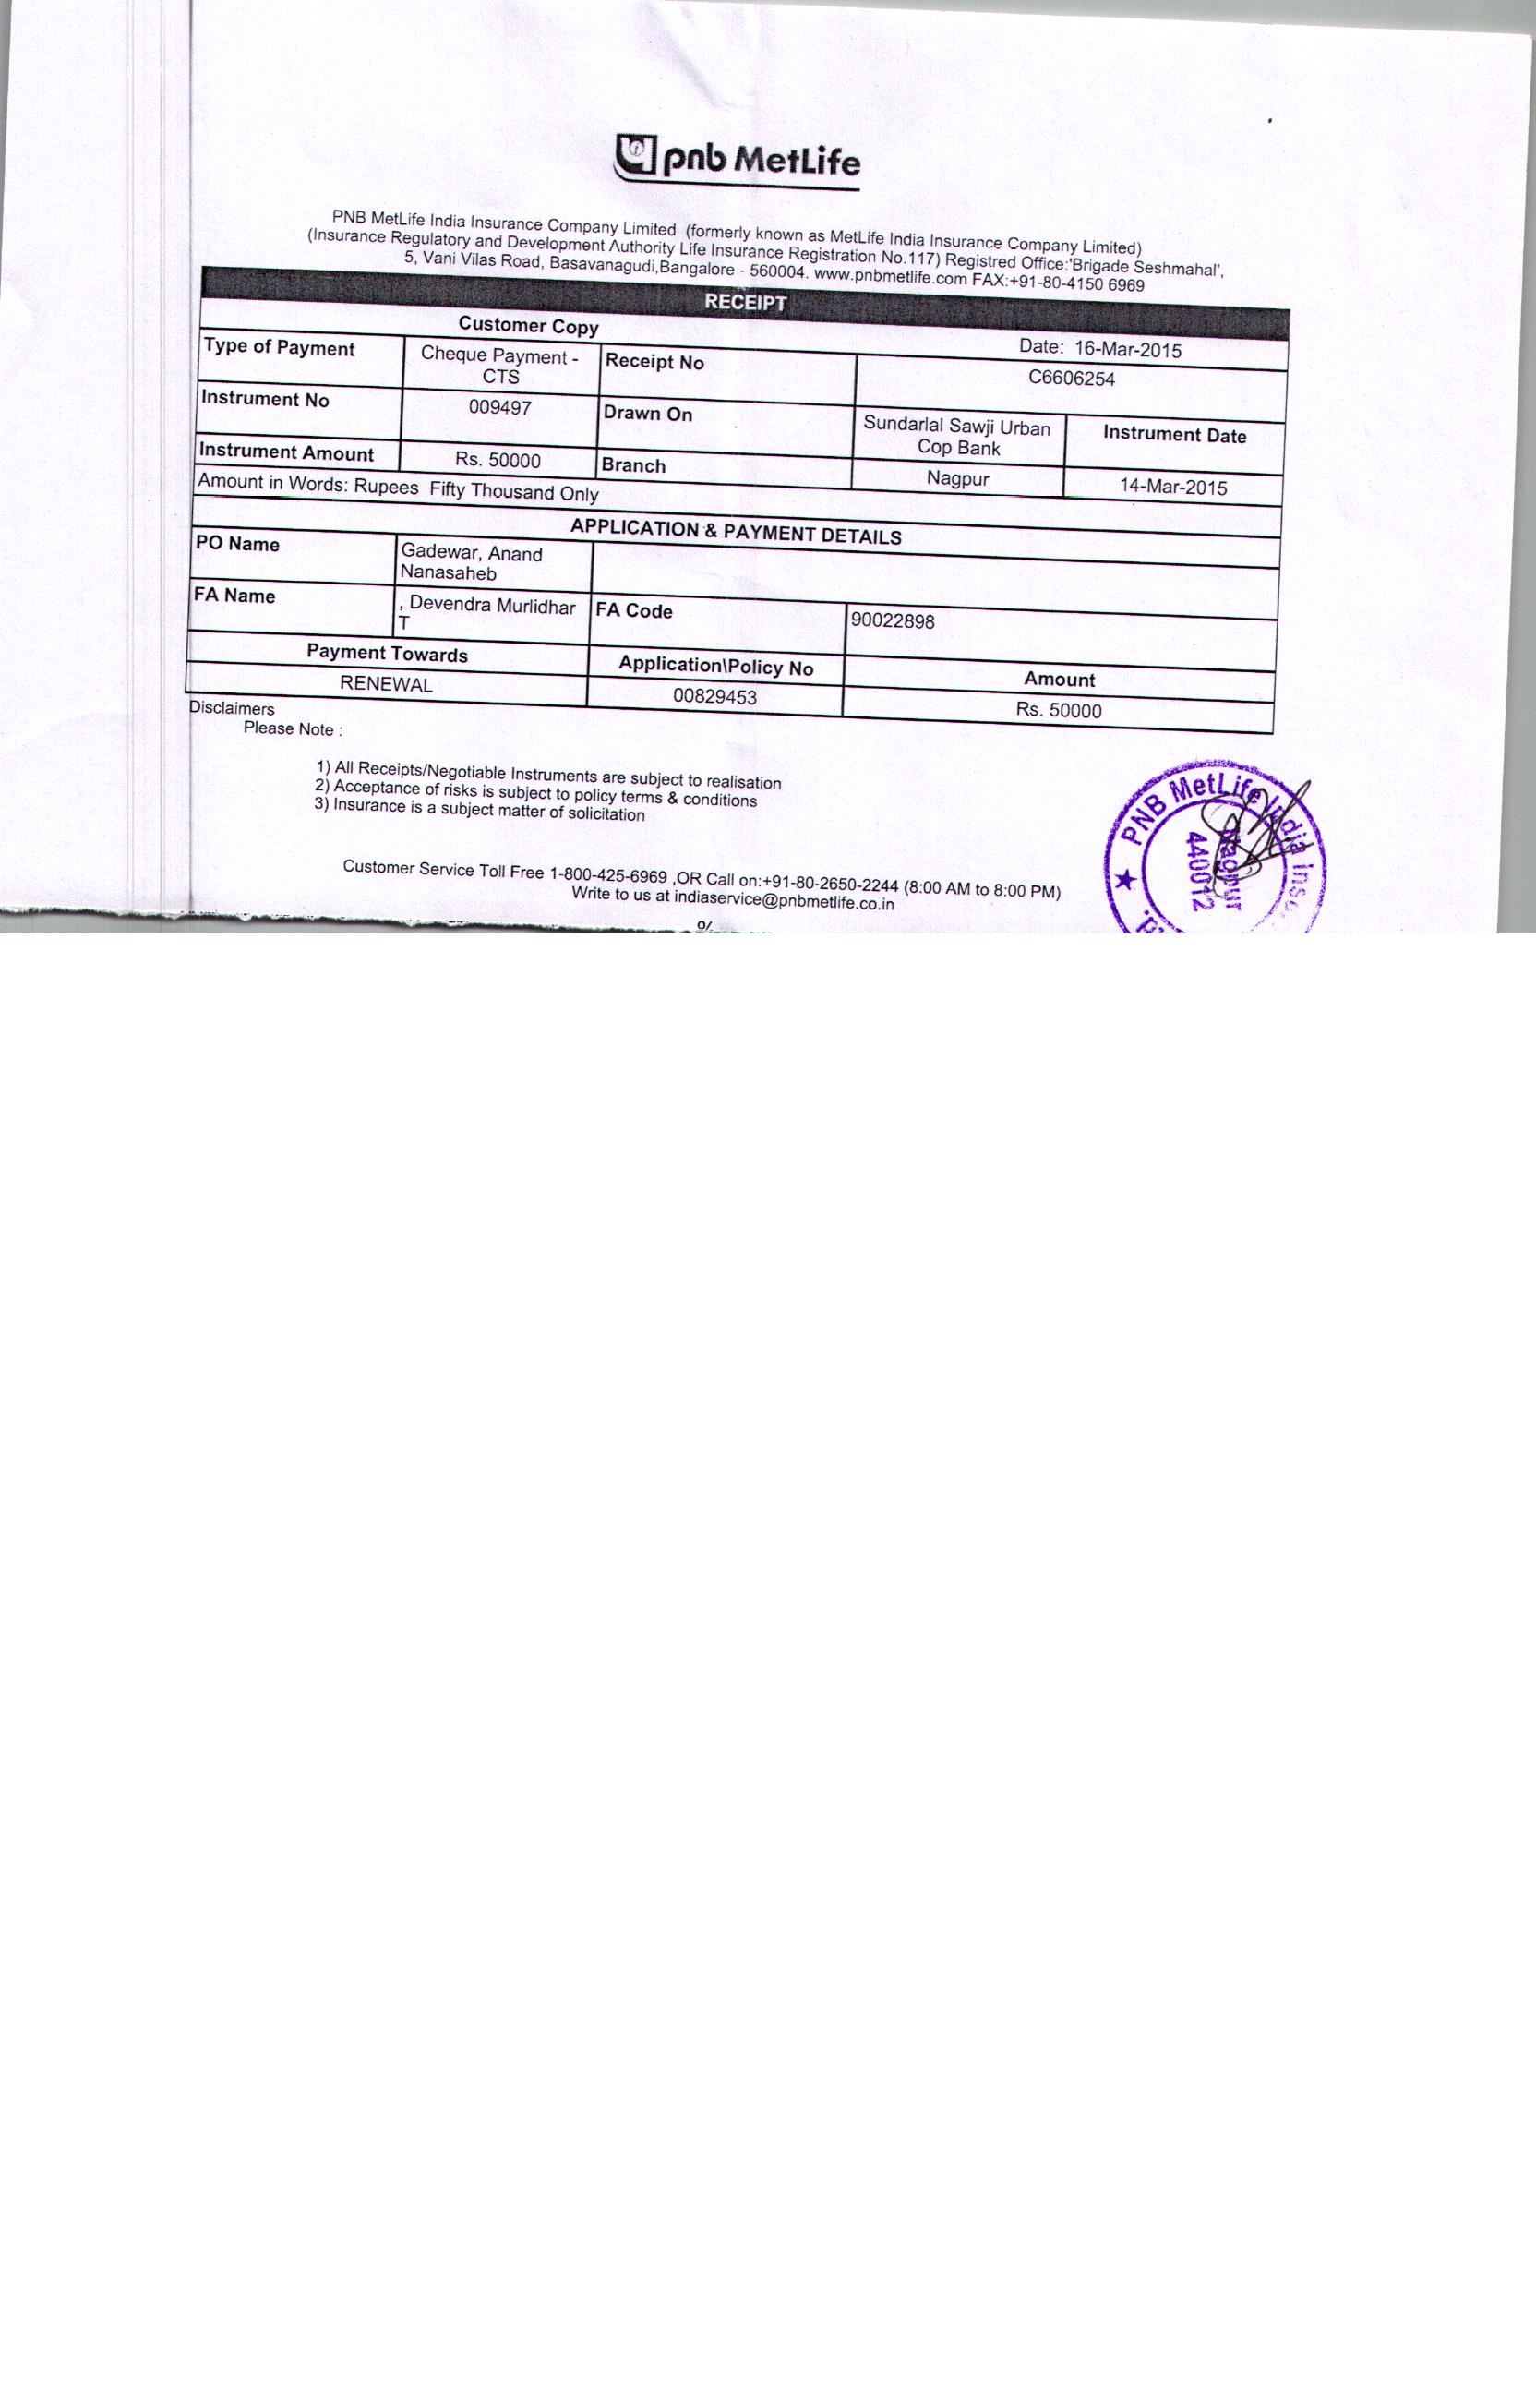 pnb MetLife
PNB MetLife India Insurance Company Limited (formerly known as MetLife India Insurance Company Limited)
(Insurance Regulatory and Development Authority Life Insurance Registration No.117) Registred Office:'Brigade Seshmahal',
5, Vani Vilas Road, Basavanagudi,Bangalore - 560004. www.pnbmetlife.com FAX:+91-80-4150 6969
RECEIPT
Customer Copy Date: 16-Mar-2015
Type of Payment Cheque Payment - CTS Receipt No C6606254
Instrument No 009497 Drawn On Sundarlal Sawji Urban Cop Bank Instrument Date
Instrument Amount Rs. 50000 Branch Nagpur 14-Mar-2015
Amount in Words: Rupees Fifty Thousand Only
APPLICATION & PAYMENT DETAILS
PO Name Gadewar, Anand Nanasaheb
FA Name , Devendra Murlidhar T FA Code 90022898
Payment Towards Application\Policy No Amount
RENEWAL 00829453 Rs. 50000
Disclaimers
Please Note :
1) All Receipts/Negotiable Instruments are subject to realisation
2) Acceptance of risks is subject to policy terms & conditions
3) Insurance is a subject matter of solicitation
Customer Service Toll Free 1-800-425-6969 ,OR Call on:+91-80-2650-2244 (8:00 AM to 8:00 PM)
Write to us at indiaservice@pnbmetlife.co.in
PNB MetLife India
Nagpur
440012